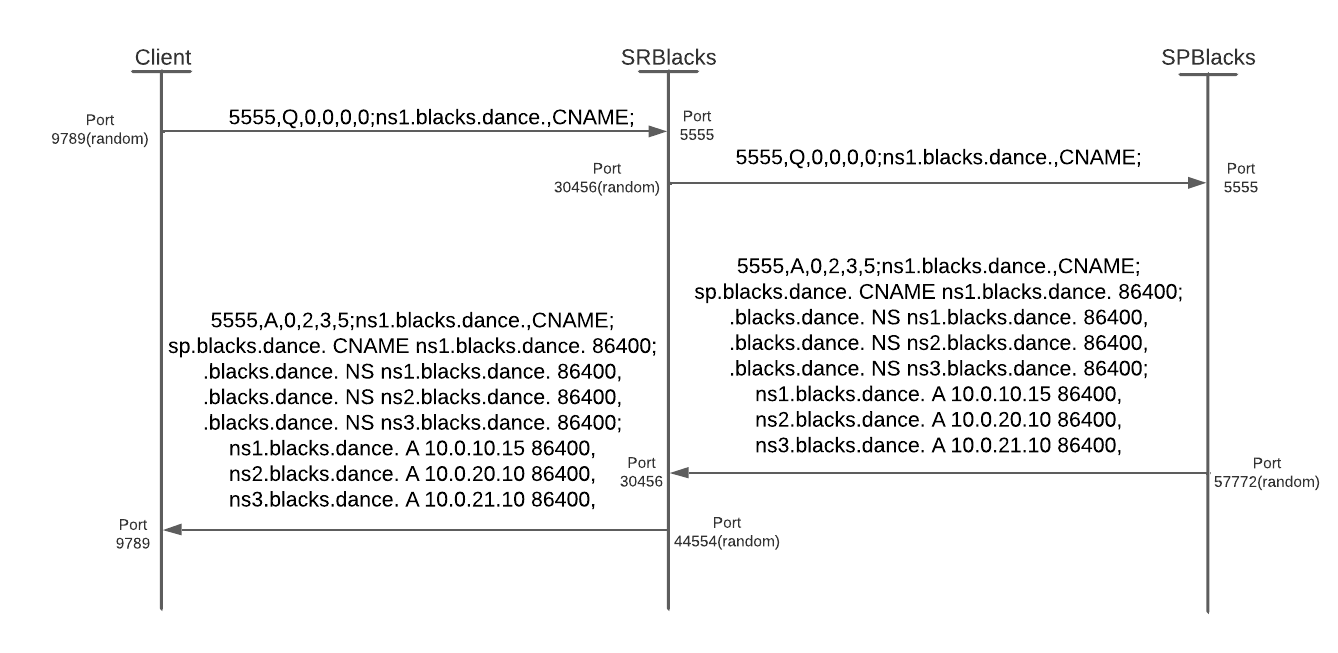 Client
SRBlacks
SPBlacks
Port
9789(random)
5555,Q,0,0,0,0;ns1.blacks.dance.,CNAME;
Port
5555
Port
30456(random)
5555,Q,0,0,0,0;ns1.blacks.dance.,CNAME;
Port
5555
5555,A,0,2,3,5;ns1.blacks.dance.,CNAME;
sp.blacks.dance. CNAME ns1.blacks.dance. 86400;
.blacks.dance. NS ns1.blacks.dance. 86400,
.blacks.dance. NS ns2.blacks.dance. 86400,
.blacks.dance. NS ns3.blacks.dance. 86400;
ns1.blacks.dance. A 10.0.10.15 86400,
ns2.blacks.dance. A 10.0.20.10 86400,
ns3.blacks.dance. A 10.0.21.10 86400,
Port
57772(random)
Port
30456
5555,A,0,2,3,5;ns1.blacks.dance.,CNAME;
sp.blacks.dance. CNAME ns1.blacks.dance. 86400;
.blacks.dance. NS ns1.blacks.dance. 86400,
.blacks.dance. NS ns2.blacks.dance. 86400,
.blacks.dance. NS ns3.blacks.dance. 86400;
ns1.blacks.dance. A 10.0.10.15 86400,
ns2.blacks.dance. A 10.0.20.10 86400,
ns3.blacks.dance. A 10.0.21.10 86400,
Port
44554(random)
Port
9789